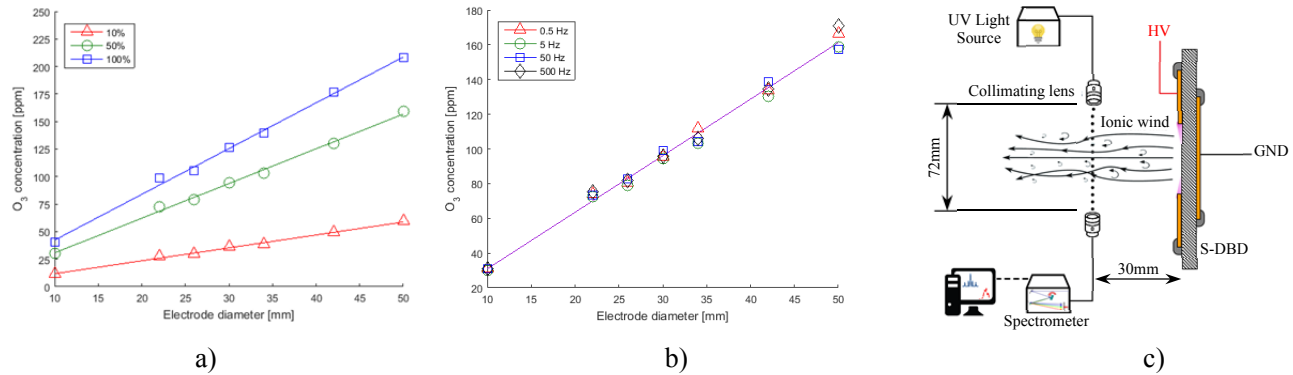 250
225
200
175
150
125
100
75
50
25
0
10
15
20
25
30
35
40
45
50
O3 concentration [ppm]
Electrode diameter [mm]
10%
50%
100%
a)
180
160
140
120
100
80
60
40
20
10
15
20
25
30
35
40
45
50
O3 concentration [ppm]
Electrode diameter [mm]
0.5 Hz
5 Hz
50 Hz
500 Hz
b)
UV Light
Source
HV
Collimating lens
Ionic wind
72mm
GND
S-DBD
30mm
Spectrometer
c)